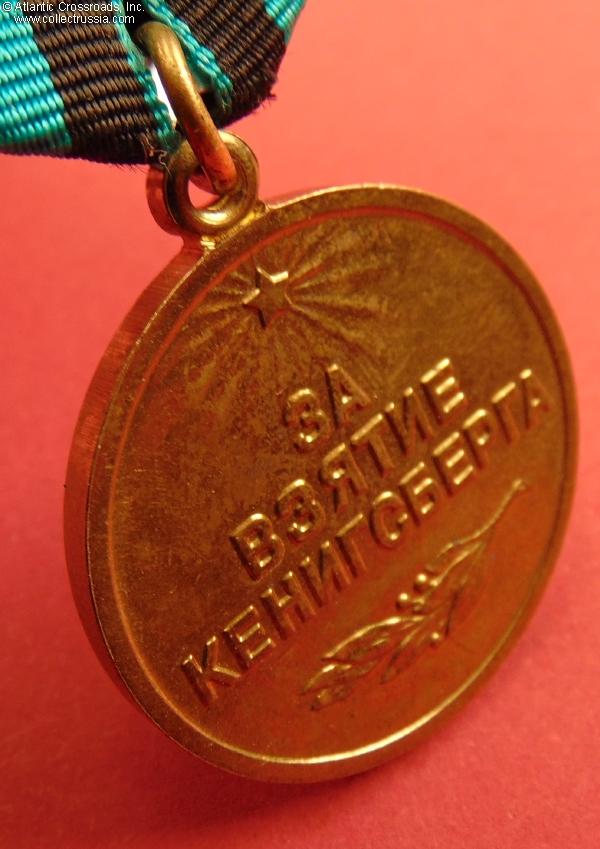 © Atlantic Crossroads, Inc.
www.collectrussia.com
ЗА
ВЗЯТИЕ
КЕНИГСБЕРГА